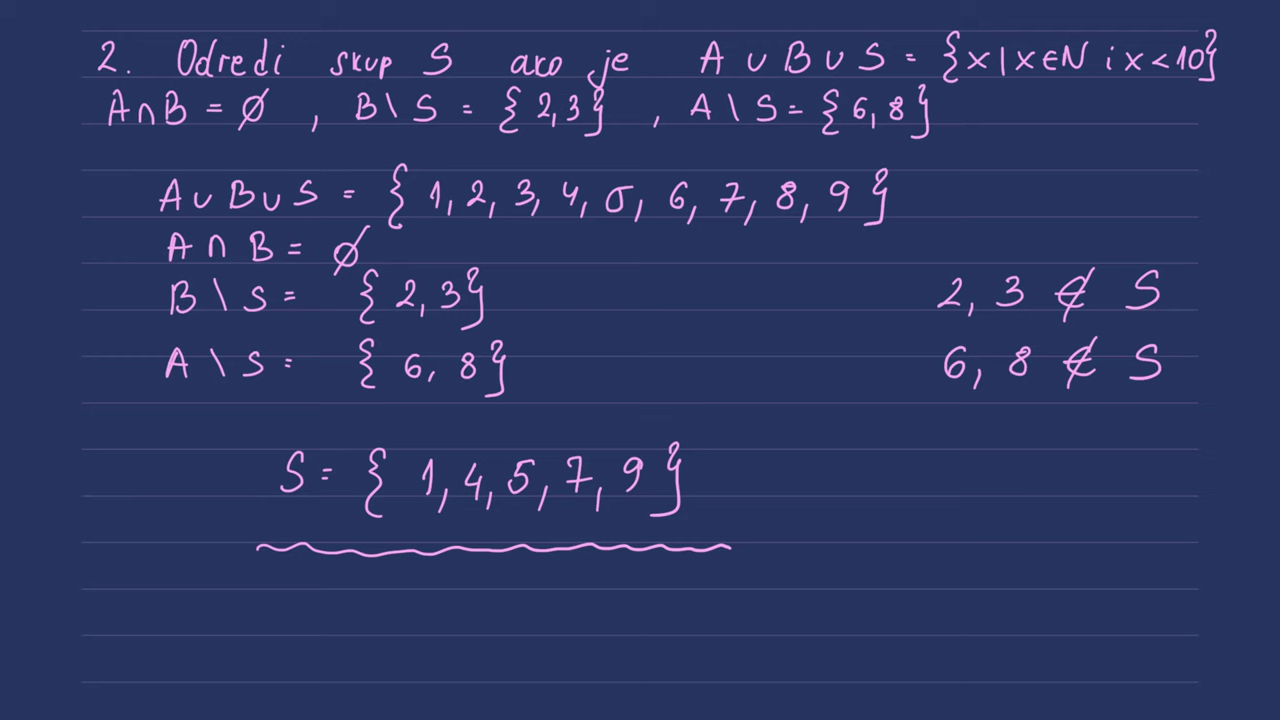 2. Odredi skup S ako je A ∪ B ∪ S = {x | x ∈ N i x < 10}
A ∩ B = ∅ , B \ S = {2, 3} , A \ S = {6, 8}
A ∪ B ∪ S = {1, 2, 3, 4, 5, 6, 7, 8, 9}
A ∩ B = ∅
B \ S = {2, 3} 2, 3 ∉ S
A \ S = {6, 8} 6, 8 ∉ S
S = {1, 4, 5, 7, 9}